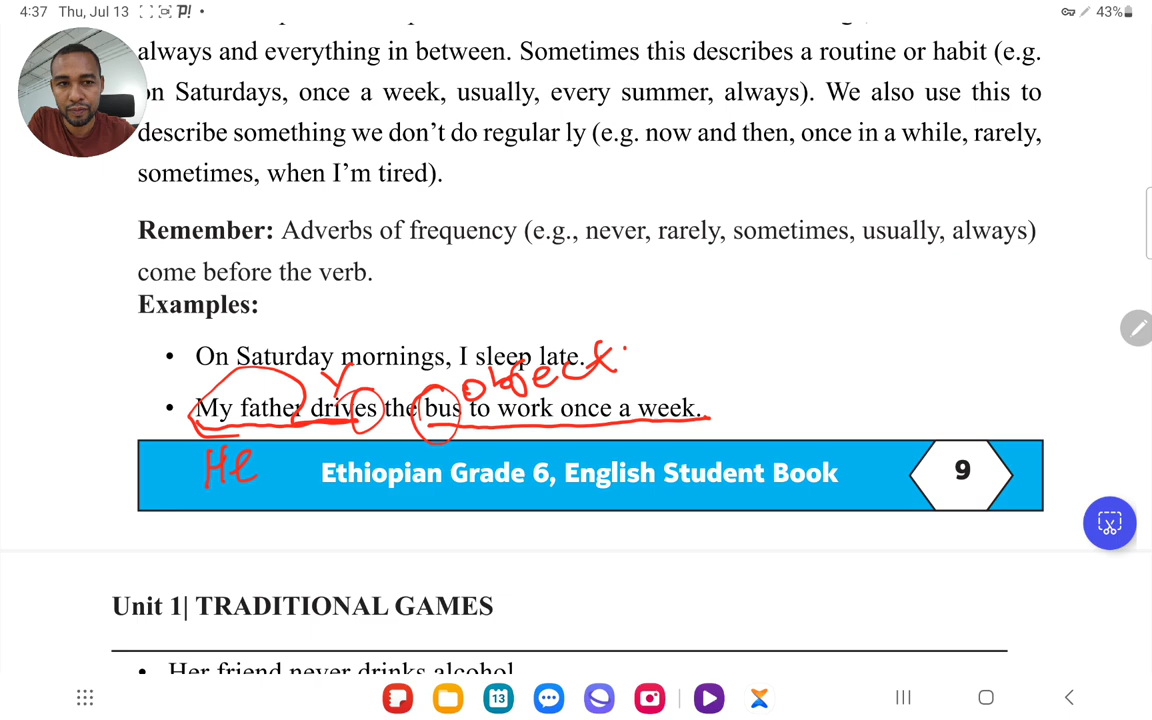 4:37 Thu, Jul 13
43%
always and everything in between. Sometimes this describes a routine or habit (e.g.
on Saturdays, once a week, usually, every summer, always). We also use this to
describe something we don’t do regular ly (e.g. now and then, once in a while, rarely,
sometimes, when I’m tired).
Remember: Adverbs of frequency (e.g., never, rarely, sometimes, usually, always)
come before the verb.
Examples:
• On Saturday mornings, I sleep late.
V object
• My father drives the bus to work once a week..
He
Ethiopian Grade 6, English Student Book 9
Unit 1| TRADITIONAL GAMES
• Her friend never drinks alcohol
13